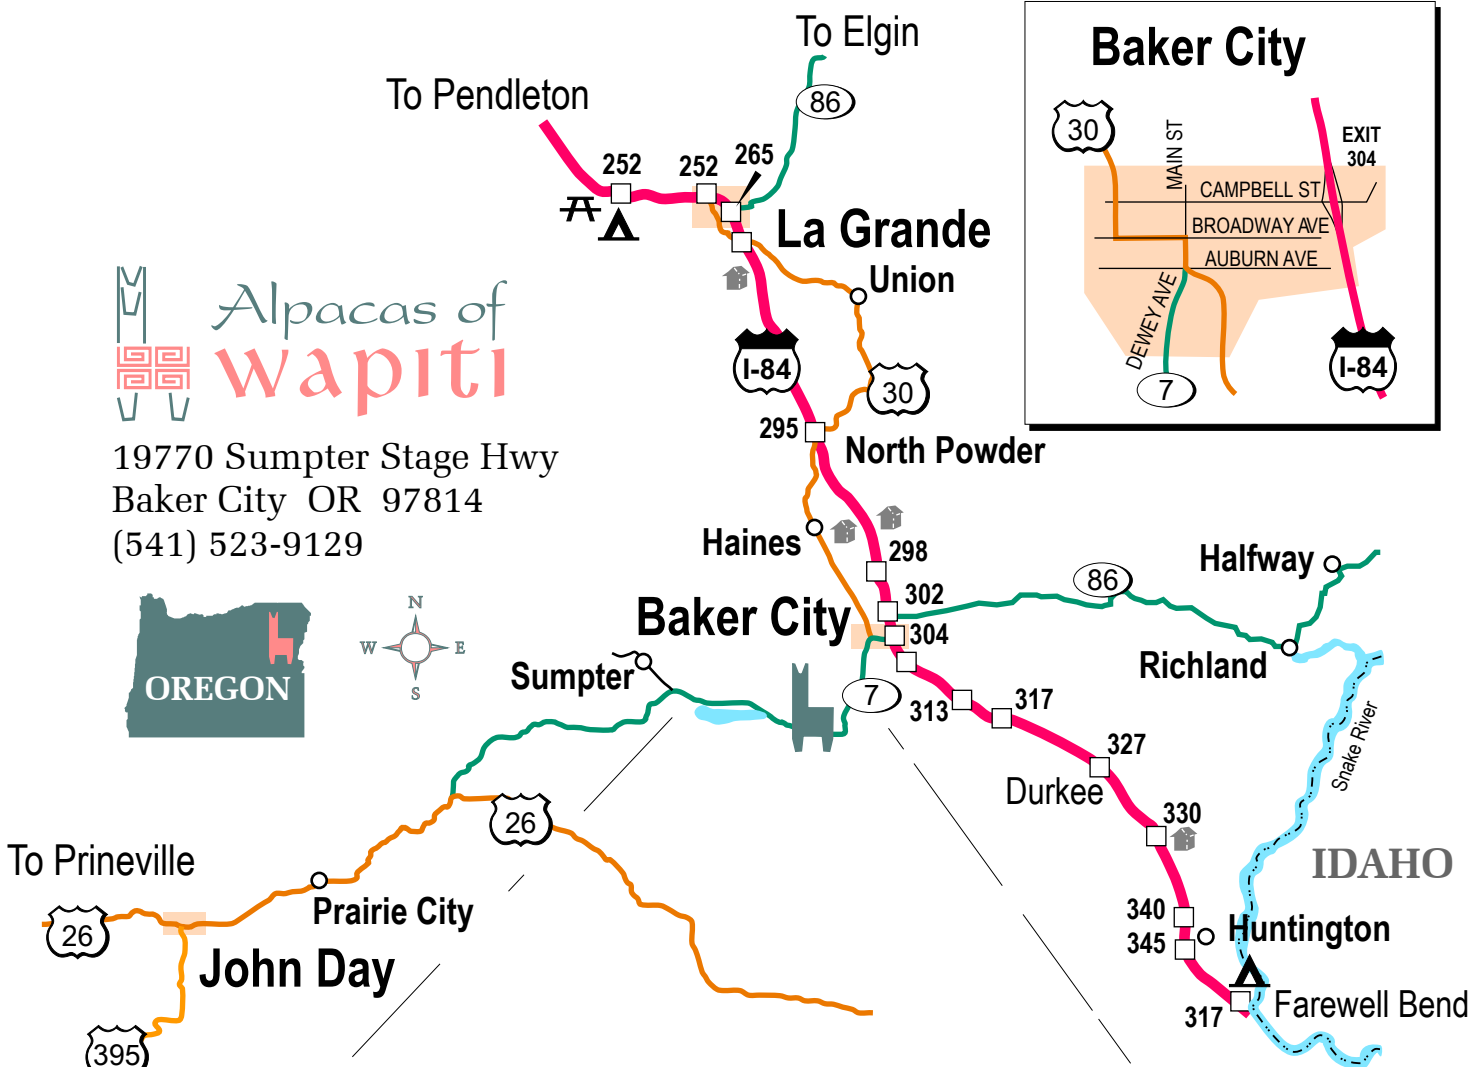 To Elgin
Baker City
To Pendleton
86
30
MAIN ST
EXIT
304
252
252
265
CAMPBELL ST
BROADWAY AVE
AUBURN AVE
La Grande
Union
DEWEY AVE
Alpacas of
wapiti
I-84
I-84
30
7
295
North Powder
19770 Sumpter Stage Hwy
Baker City OR 97814
(541) 523-9129
Haines
298
Halfway
86
302
N
W
E
S
Baker City
304
OREGON
Sumpter
Richland
7
313
317
Snake River
327
Durkee
330
26
To Prineville
IDAHO
Prairie City
340
Huntington
26
345
John Day
Farewell Bend
317
395